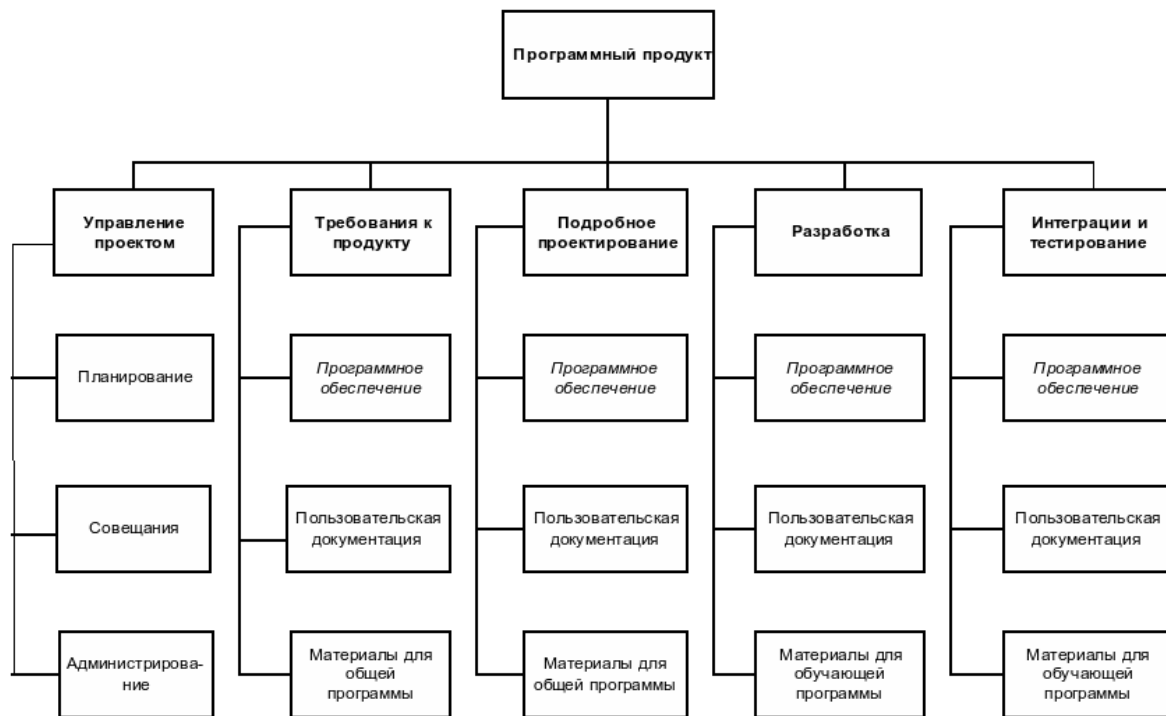 Программный продукт
Управление
проектом
Требования к
продукту
Подробное
проектирование
Разработка
Интеграции и
тестирование
Планирование
Программное
обеспечение
Программное
обеспечение
Программное
обеспечение
Программное
обеспечение
Совещания
Пользовательская
документация
Пользовательская
документация
Пользовательская
документация
Пользовательская
документация
Администрирова-
ние
Материалы для
общей
программы
Материалы для
общей программы
Материалы для
обучающей
программы
Материалы для
обучающей
программы